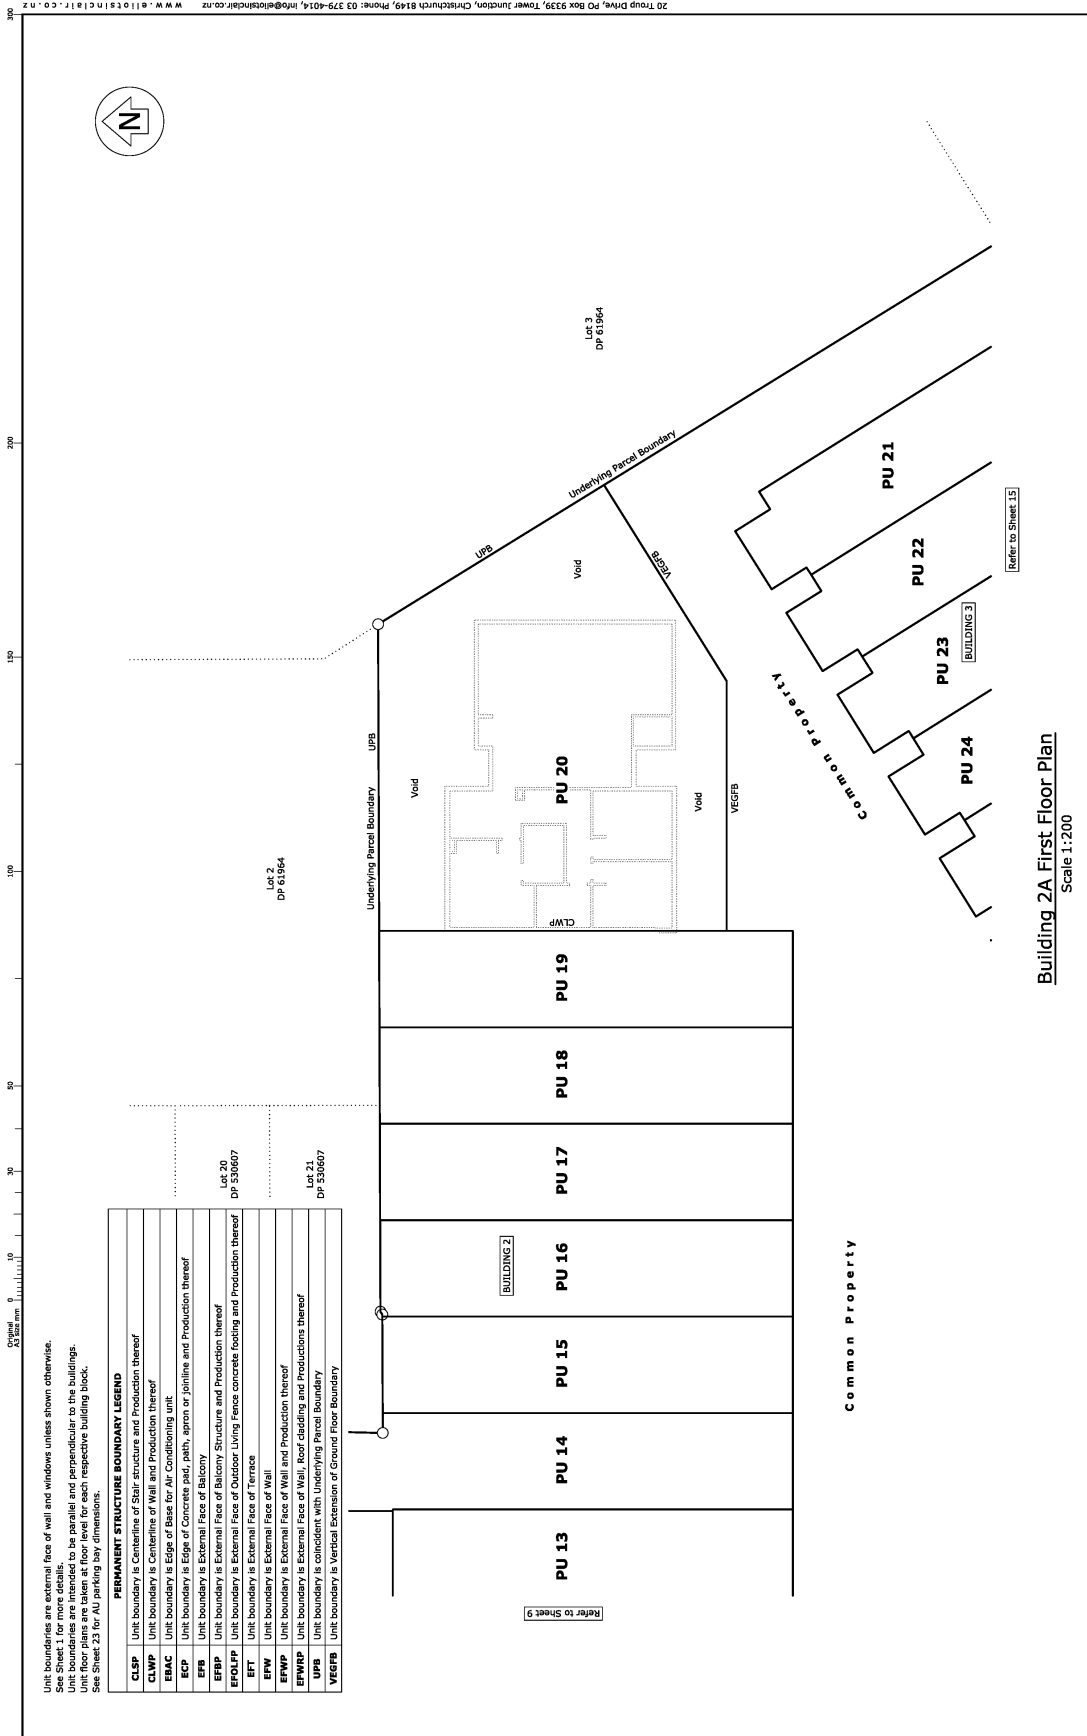 Unit boundaries are external face of wall and windows unless shown otherwise.
See Sheet 1 for more details.
Unit boundaries are intended to be parallel and perpendicular to the buildings.
Unit floor plans are taken at floor level for each respective building block.
See Sheet 23 for AU parking bay dimensions.
PERMANENT STRUCTURE BOUNDARY LEGEND
CLSP Unit boundary is Centerline of Stair structure and Production thereof
CLWP Unit boundary is Centerline of Wall and Production thereof
EBAC Unit boundary is Edge of Base for Air Conditioning unit
ECP Unit boundary is Edge of Concrete pad, path, apron or joinline and Production thereof
EFB Unit boundary is External Face of Balcony
EFBP Unit boundary is External Face of Balcony Structure and Production thereof
EFOLFP Unit boundary is External Face of Outdoor Living Fence concrete footing and Production thereof
EFT Unit boundary is External Face of Terrace
EFW Unit boundary is External Face of Wall
EFWP Unit boundary is External Face of Wall and Production thereof
EFWRP Unit boundary is External Face of Wall, Roof cladding and Productions thereof
UPB Unit boundary is coincident with Underlying Parcel Boundary
VEGFB Unit boundary is Vertical Extension of Ground Floor Boundary
Original
A3 size mm
0
10
30
50
100
150
200
300
N
Lot 20
DP 530607
Lot 21
DP 530607
Lot 2
DP 61964
Lot 3
DP 61964
Underlying Parcel Boundary
UPB
UPB
Underlying Parcel Boundary
Void
Void
Void
VEGFB
VEGFB
CLWP
Refer to Sheet 9
BUILDING 2
PU 13
PU 14
PU 15
PU 16
PU 17
PU 18
PU 19
PU 20
PU 21
PU 22
PU 23
PU 24
BUILDING 3
Refer to Sheet 15
Common Property
Common Property
Building 2A First Floor Plan
Scale 1:200
20 Troup Drive, PO Box 9339, Tower Junction, Christchurch 8149, Phone: 03 379-4014, info@eliotsinclair.co.nz
www.eliotsinclair.co.nz